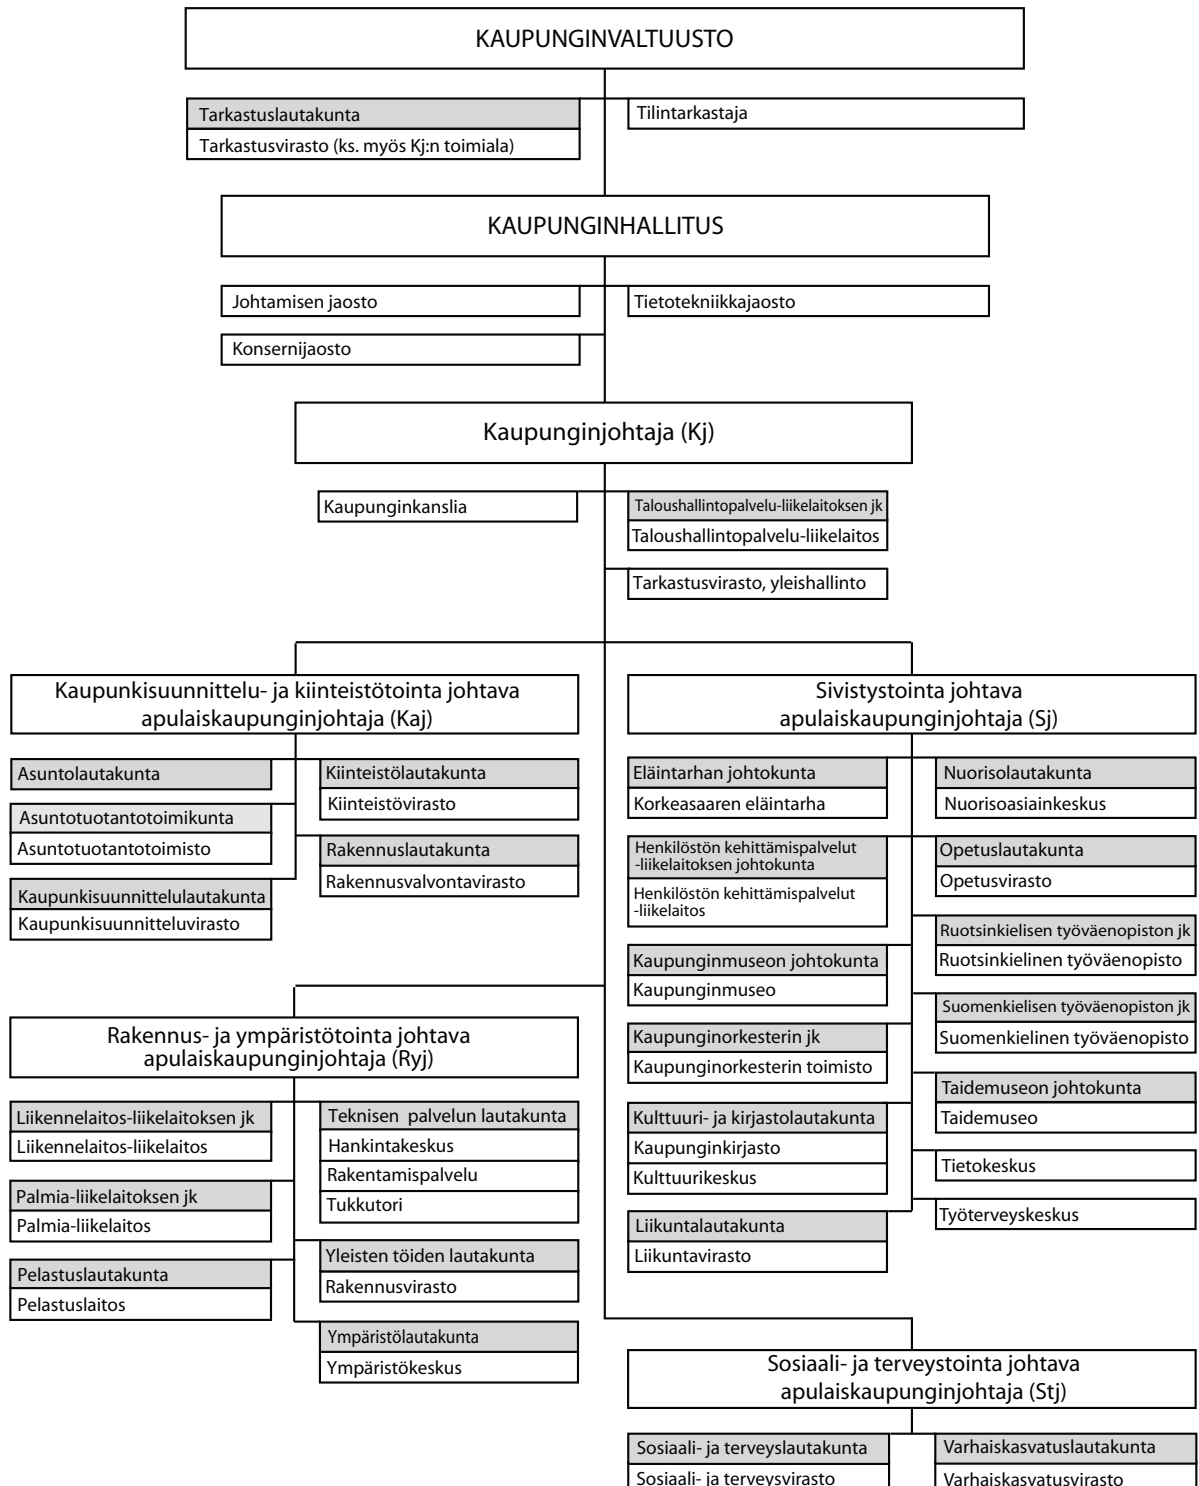 KAUPUNGINVALTUUSTO
Tarkastuslautakunta
Tarkastusvirasto (ks. myös Kj:n toimiala)
Tilintarkastaja
KAUPUNGINHALLITUS
Johtamisen jaosto
Tietotekniikkajaosto
Konsernijaosto
Kaupunginjohtaja (Kj)
Kaupunginkanslia
Taloushallintopalvelu-liikelaitoksen jk
Taloushallintopalvelu-liikelaitos
Tarkastusvirasto, yleishallinto
Kaupunkisuunnittelu- ja kiinteistötointa johtava
apulaiskaupunginjohtaja (Kaj)
Asuntolautakunta
Asuntotuotantotoimikunta
Asuntotuotantotoimisto
Kaupunkisuunnittelulautakunta
Kaupunkisuunnitteluvirasto
Kiinteistölautakunta
Kiinteistövirasto
Rakennuslautakunta
Rakennusvalvontavirasto
Sivistystointa johtava
apulaiskaupunginjohtaja (Sj)
Eläintarhan johtokunta
Korkeasaaren eläintarha
Henkilöstön kehittämispalvelut
-liikelaitoksen johtokunta
Henkilöstön kehittämispalvelut
-liikelaitos
Kaupunginmuseon johtokunta
Kaupunginmuseo
Kaupunginorkesterin jk
Kaupunginorkesterin toimisto
Kulttuuri- ja kirjastolautakunta
Kaupunginkirjasto
Kulttuurikeskus
Liikuntalautakunta
Liikuntavirasto
Nuorisolautakunta
Nuorisoasiainkeskus
Opetuslautakunta
Opetusvirasto
Ruotsinkielisen työväenopiston jk
Ruotsinkielinen työväenopisto
Suomenkielisen työväenopiston jk
Suomenkielinen työväenopisto
Taidemuseon johtokunta
Taidemuseo
Tietokeskus
Työterveyskeskus
Rakennus- ja ympäristötointa johtava
apulaiskaupunginjohtaja (Ryj)
Liikennelaitos-liikelaitoksen jk
Liikennelaitos-liikelaitos
Palmia-liikelaitoksen jk
Palmia-liikelaitos
Pelastuslautakunta
Pelastuslaitos
Teknisen palvelun lautakunta
Hankintakeskus
Rakentamispalvelu
Tukkutori
Yleisten töiden lautakunta
Rakennusvirasto
Ympäristölautakunta
Ympäristökeskus
Sosiaali- ja terveystointa johtava
apulaiskaupunginjohtaja (Stj)
Sosiaali- ja terveyslautakunta
Sosiaali- ja terveysvirasto
Varhaiskasvatuslautakunta
Varhaiskasvatusvirasto